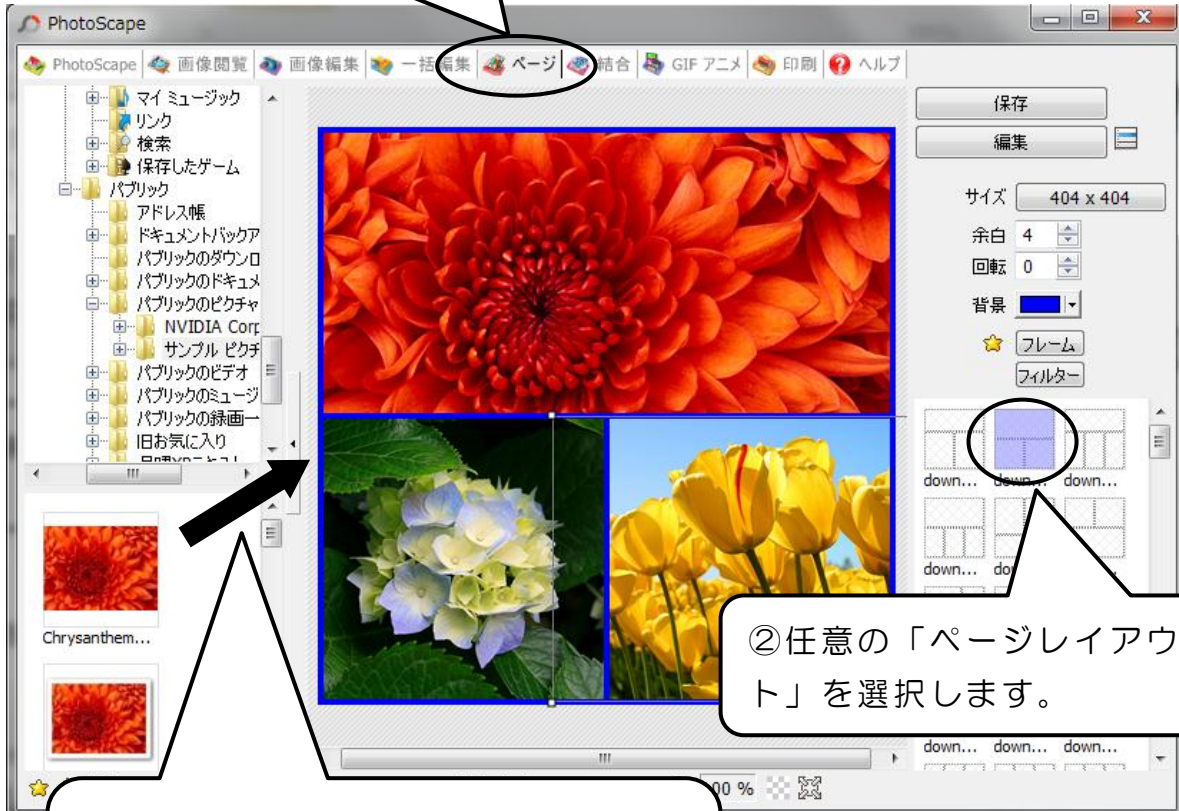 PhotoScape
PhotoScape 画像閲覧 画像編集 一括編集 ページ 結合 GIF アニメ 印刷 ヘルプ
マイ ミュージック
リンク
検索
保存したゲーム
パブリック
アドレス帳
ドキュメントバックア
パブリックのダウンロ
パブリックのドキュメ
パブリックのピクチャ
NVIDIA Corp
サンプル ピクチ
パブリックのビデオ
パブリックのミュージ
パブリックの録画一
旧お気に入り
Chrysanthem...
保存
編集
サイズ 404 x 404
余白 4
回転 0
背景
フレーム
フィルター
down... down... down...
down...
②任意の「ページレイアウ
ト」を選択します。
down... down... down...
00 %